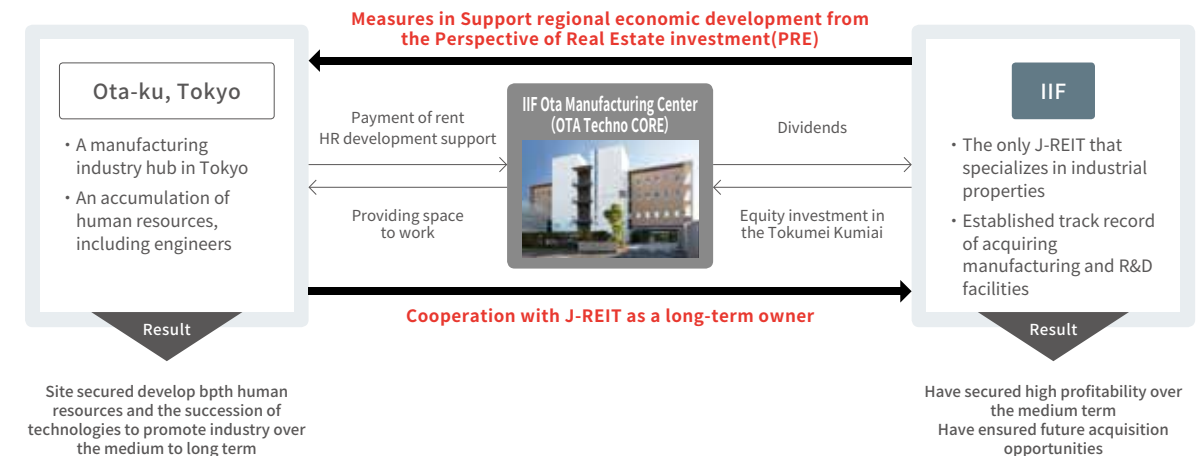 Measures in Support regional economic development from
the Perspective of Real Estate investment(PRE)
Ota-ku, Tokyo
・A manufacturing
industry hub in Tokyo
・An accumulation of
human resources,
including engineers
Result
Site secured develop bpth human
resources and the succession of
technologies to promote industry over
the medium to long term
Payment of rent
HR development support
Providing space
to work
IIF Ota Manufacturing Center
(OTA Techno CORE)
Dividends
Equity investment in
the Tokumei Kumiai
Cooperation with J-REIT as a long-term owner
IIF
・The only J-REIT that
specializes in industrial
properties
・Established track record
of acquiring
manufacturing and R&D
facilities
Result
Have secured high profitability over
the medium term
Have ensured future acquisition
opportunities